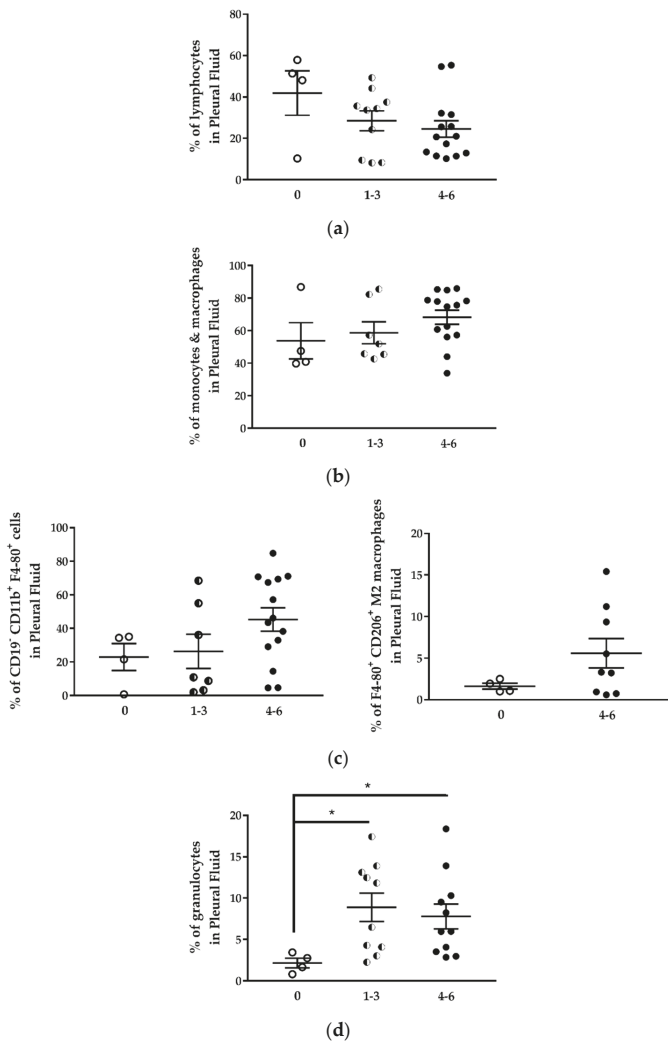 % of lymphocytes
in Pleural Fluid
80
60
40
20
0
0 1-3 4-6
(a)
% of monocytes & macrophages
in Pleural Fluid
100
80
60
40
20
0
0 1-3 4-6
(b)
% of CD19⁻ CD11b⁺ F4-80⁺ cells
in Pleural Fluid
100
80
60
40
20
0
0 1-3 4-6
% of F4-80⁺ CD206⁺ M2 macrophages
in Pleural Fluid
20
15
10
5
0
0 4-6
(c)
% of granulocytes
in Pleural Fluid
20
15
10
5
0
*
*
0 1-3 4-6
(d)